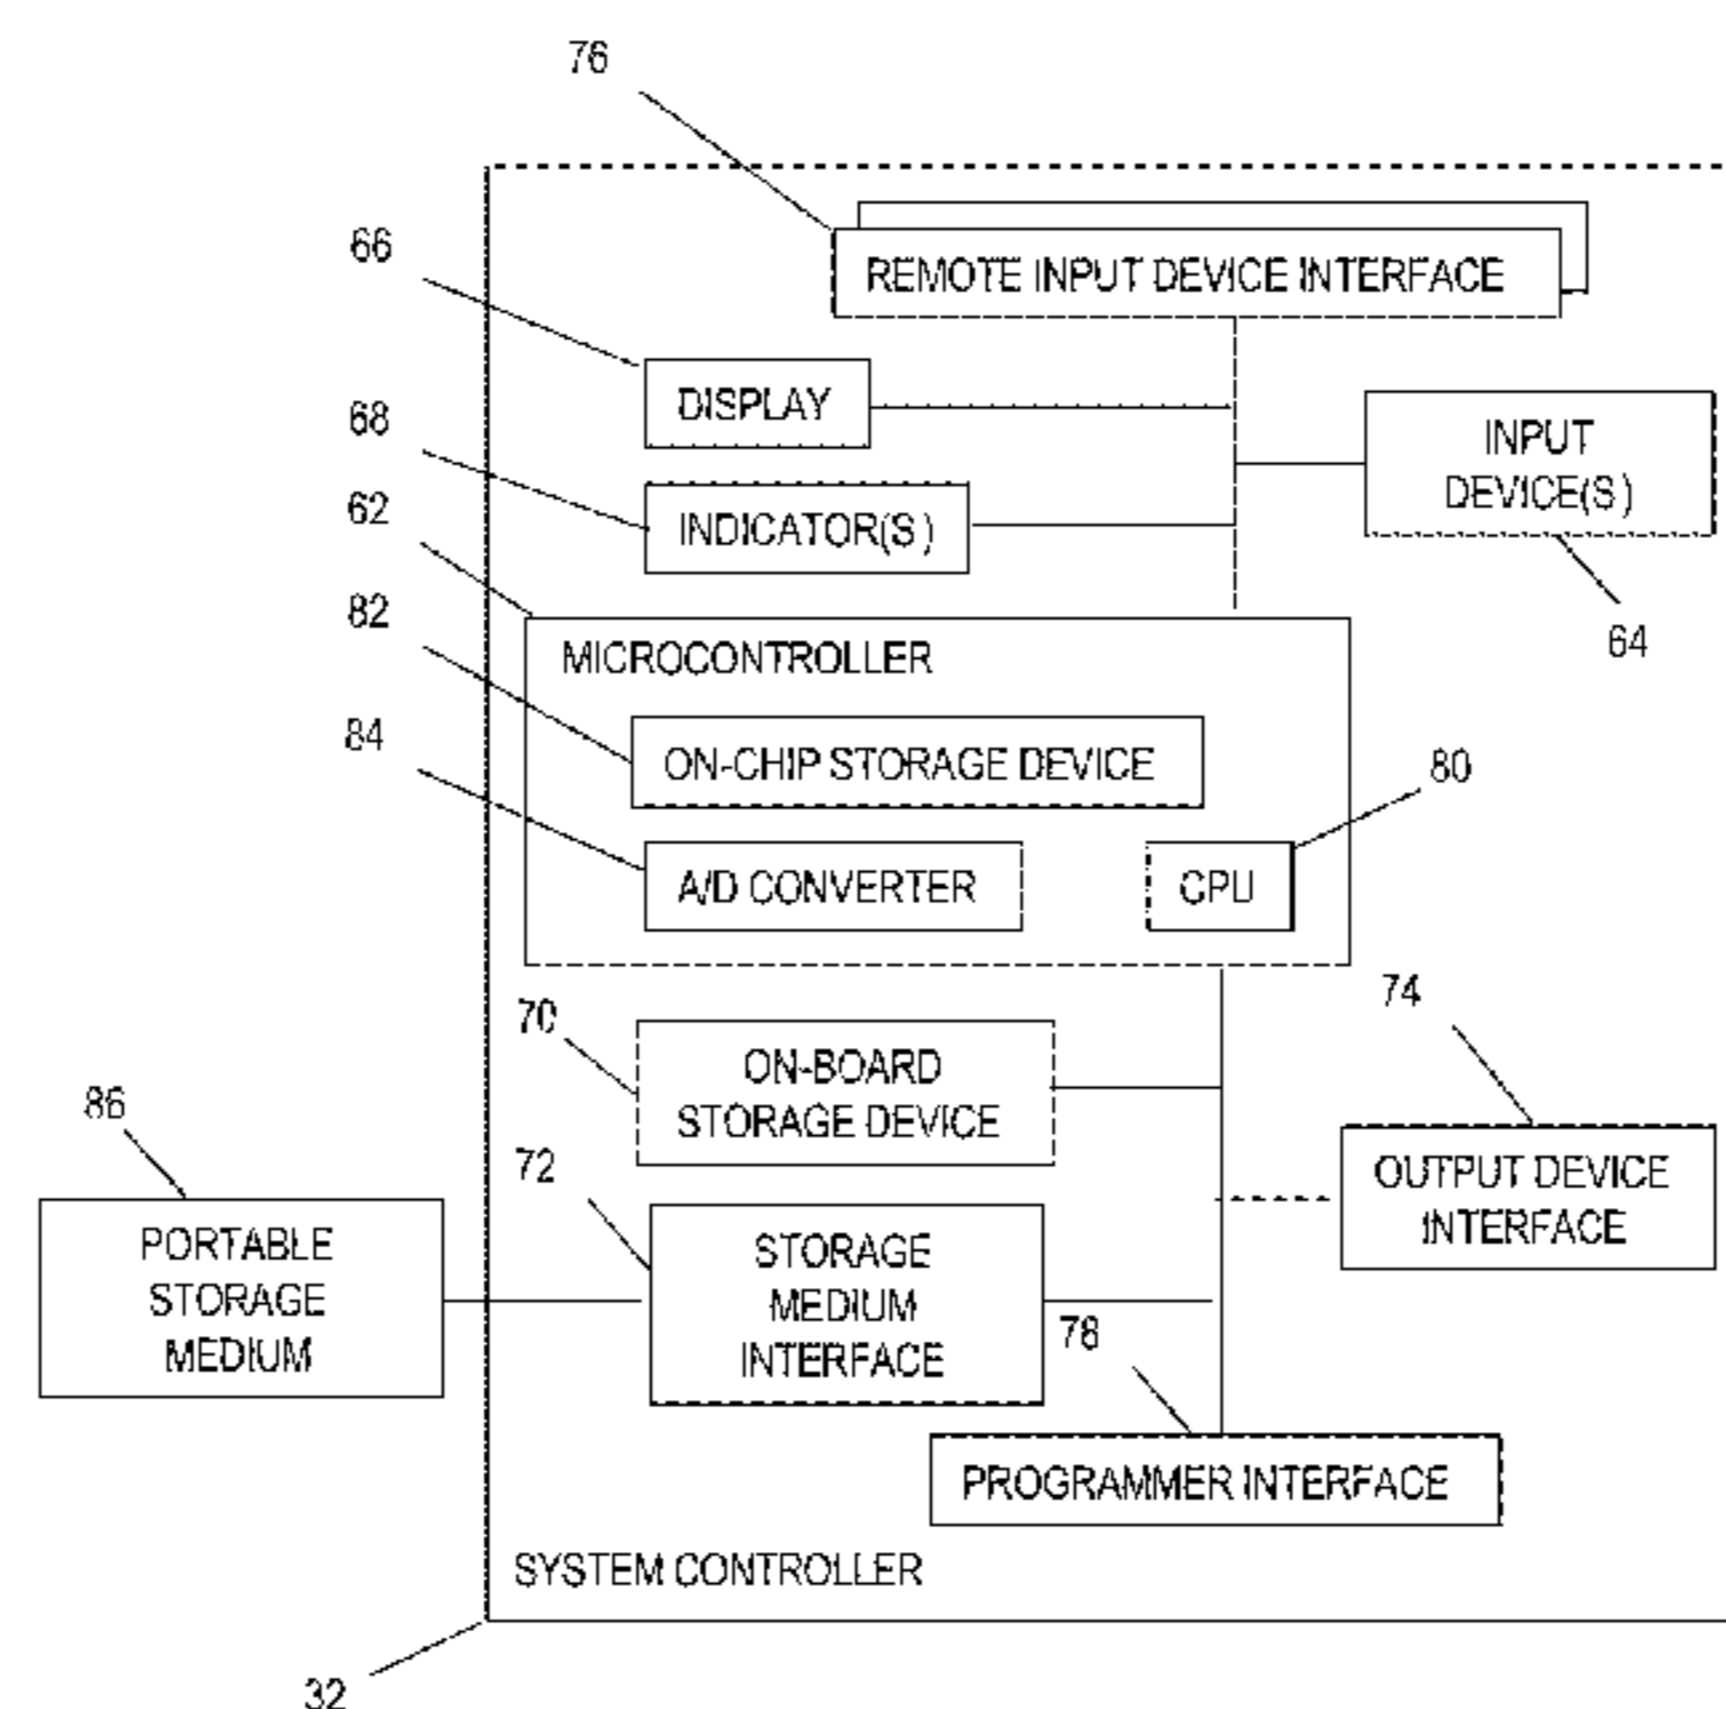 76
66
REMOTE INPUT DEVICE INTERFACE
DISPLAY
68
INPUT
DEVICE(S)
62
INDICATOR(S)
82
64
MICROCONTROLLER
84
ON-CHIP STORAGE DEVICE
80
A/D CONVERTER
CPU
74
70
ON-BOARD
STORAGE DEVICE
86
72
OUTPUT DEVICE
INTERFACE
PORTABLE
STORAGE
MEDIUM
STORAGE
MEDIUM
INTERFACE
78
PROGRAMMER INTERFACE
SYSTEM CONTROLLER
32